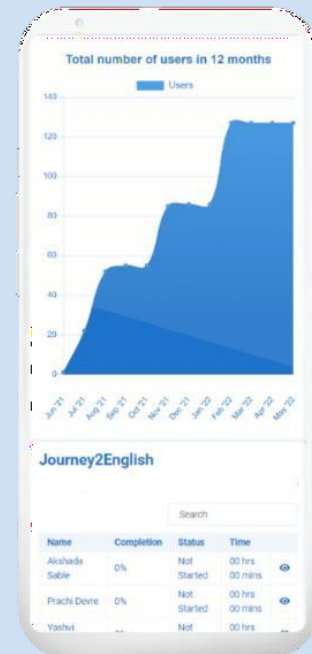 Total number of users in 12 months
Users
140
120
100
80
60
40
20
0
Jun '21 Jul '21 Aug '21 Sep '21 Oct '21 Nov '21 Dec '21 Jan '22 Feb '22 Mar '22 Apr '22 May '22
Journey2English
Search
Name Completion Status Time
Akshada Not 00 hrs
Sable 0% Started 00 mins
Prachi Devre 0% Not 00 hrs
Started 00 mins
Yashvi Not 00 hrs